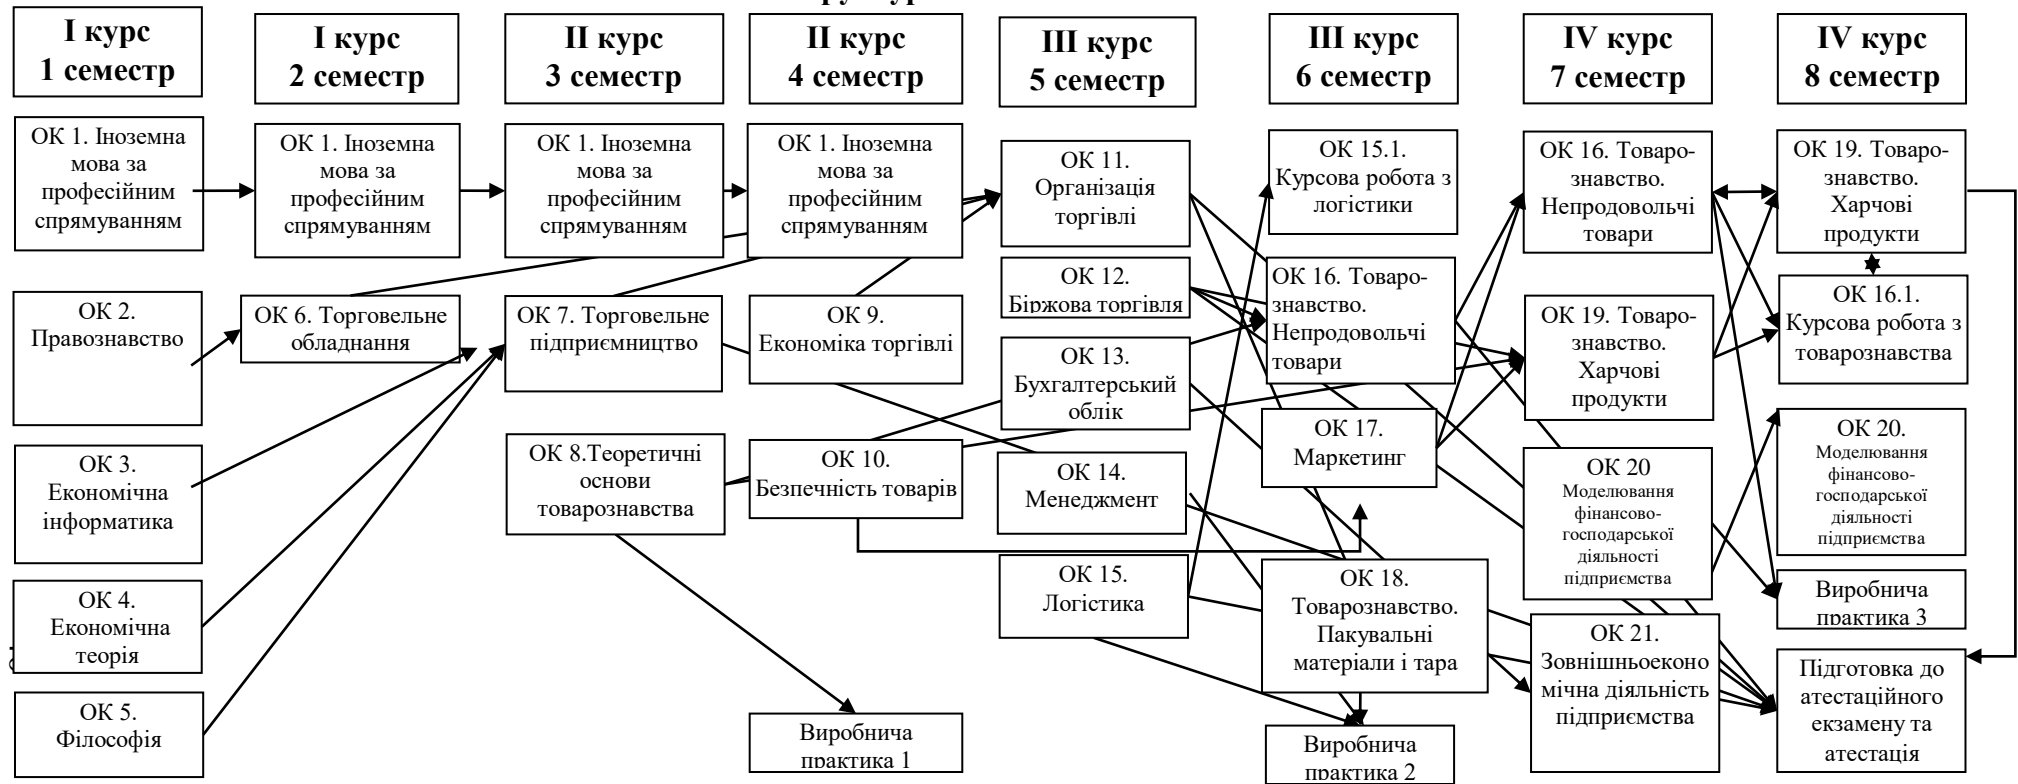 І курс
1 семестр
І курс
2 семестр
ІІ курс
3 семестр
ІІ курс
4 семестр
ІІІ курс
5 семестр
ІІІ курс
6 семестр
ІV курс
7 семестр
ІV курс
8 семестр
ОК 1. Іноземна
мова за
професійним
спрямуванням
ОК 2.
Правознавство
ОК 3.
Економічна
інформатика
ОК 4.
Економічна
теорія
ОК 5.
Філософія
ОК 1. Іноземна
мова за
професійним
спрямуванням
ОК 6. Торговельне
обладнання
ОК 1. Іноземна
мова за
професійним
спрямуванням
ОК 7. Торговельне
підприємництво
ОК 8.Теоретичні
основи
товарознавства
ОК 1. Іноземна
мова за
професійним
спрямуванням
ОК 9.
Економіка торгівлі
ОК 10.
Безпечність товарів
Виробнича
практика 1
ОК 11.
Організація
торгівлі
ОК 12.
Біржова торгівля
ОК 13.
Бухгалтерський
облік
ОК 14.
Менеджмент
ОК 15.
Логістика
ОК 15.1.
Курсова робота з
логістики
ОК 16. Товаро-
знавство.
Непродовольчі
товари
ОК 17.
Маркетинг
ОК 18.
Товарознавство.
Пакувальні
матеріали і тара
Виробнича
практика 2
ОК 16. Товаро-
знавство.
Непродовольчі
товари
ОК 19. Товаро-
знавство.
Харчові
продукти
ОК 20
Моделювання
фінансово-
господарської
діяльності
підприємства
ОК 21.
Зовнішньоеконо
мічна діяльність
підприємства
ОК 19. Товаро-
знавство.
Харчові
продукти
ОК 16.1.
Курсова робота з
товарознавства
ОК 20.
Моделювання
фінансово-
господарської
діяльності
підприємства
Виробнича
практика 3
Підготовка до
атестаційного
екзамену та
атестація